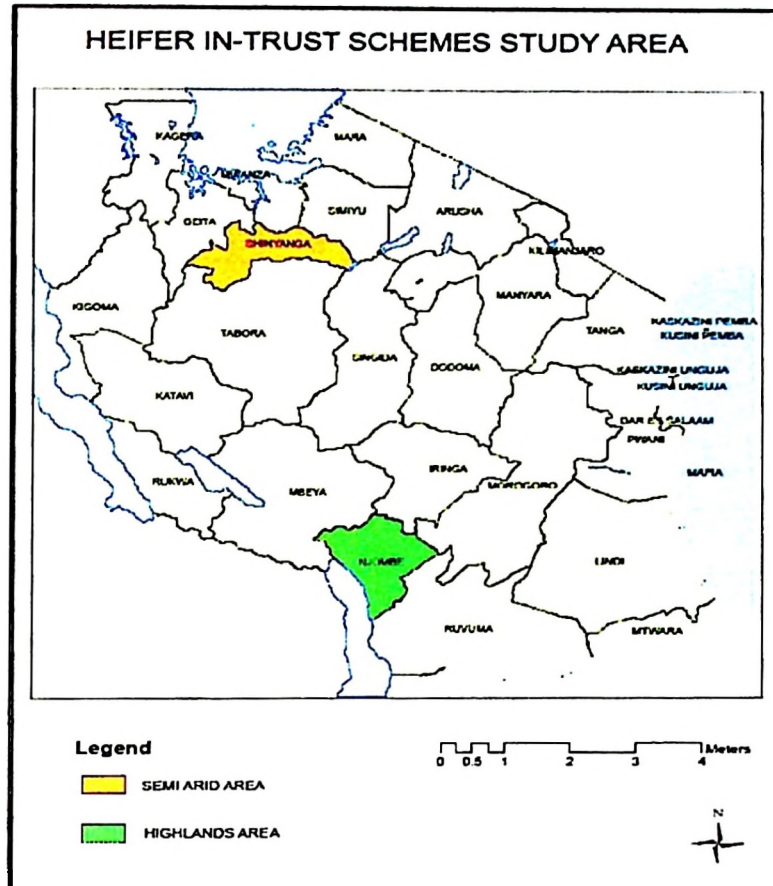 HEIFER IN-TRUST SCHEMES STUDY AREA
KAGERA
MARA
MWANZA
SIMIYU
ARUSHA
GEITA
SHINYANGA
KILIMANJARO
KIGOMA
MANYARA
TABORA
TANGA
KASKAZINI PEMBA
KUSINI PEMBA
SINGIDA
DODOMA
KASKAZINI UNGUJA
KUSINI UNGUJA
KATAVI
DAR ES SALAAM
PWANI
IRINGA
MAFIA
RUKWA
MBEYA
MOROGORO
NJOMBE
LINDI
RUVUMA
MTWARA
Legend
SEMI ARID AREA
HIGHLANDS AREA
Meters
0 0.5 1 2 3 4
N